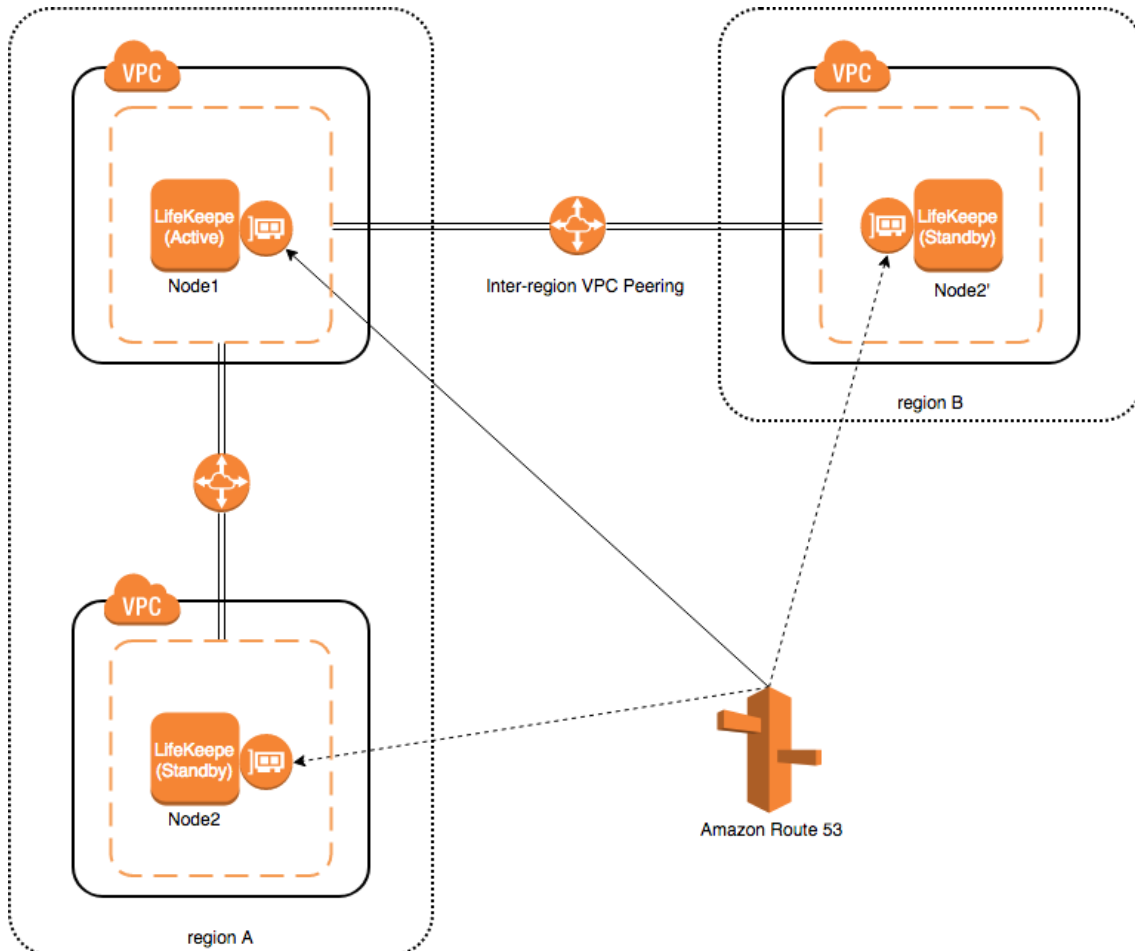 VPC
LifeKeepe
(Active)
Node1
Inter-region VPC Peering
VPC
LifeKeepe
(Standby)
Node2'
region B
VPC
LifeKeepe
(Standby)
Node2
Amazon Route 53
region A